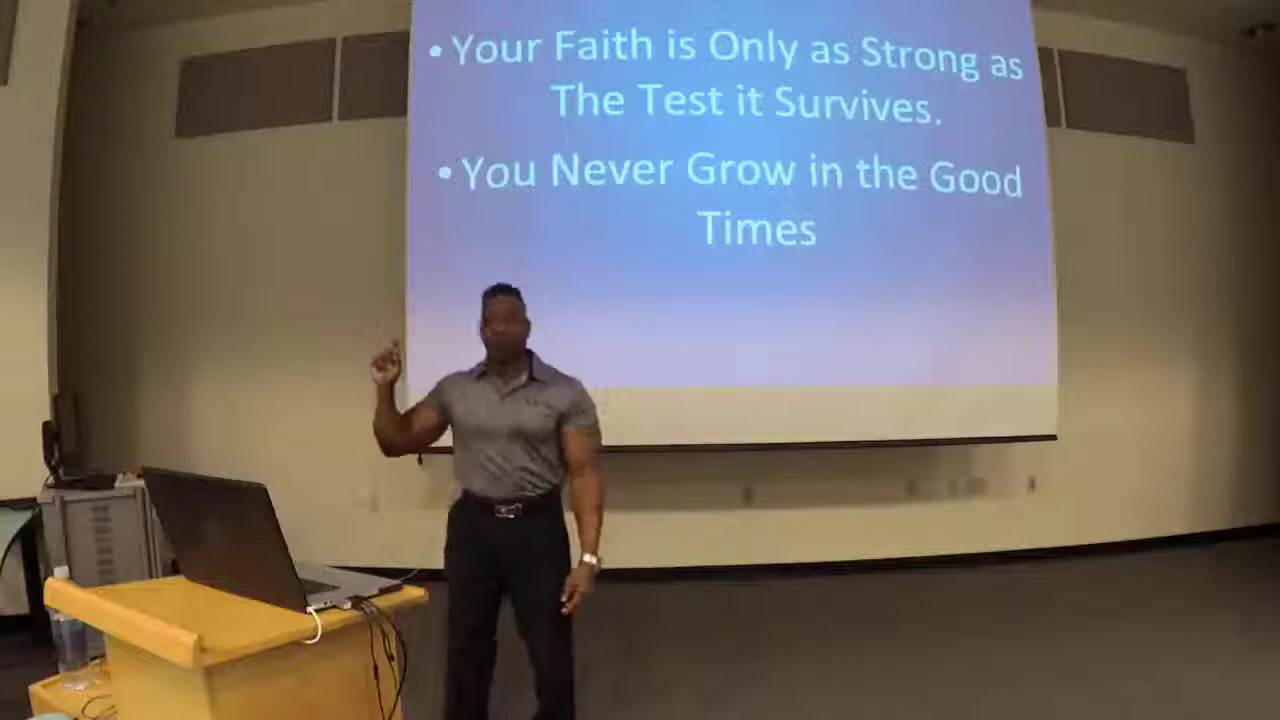 • Your Faith is Only as Strong as
The Test it Survives.
• You Never Grow in the Good
Times